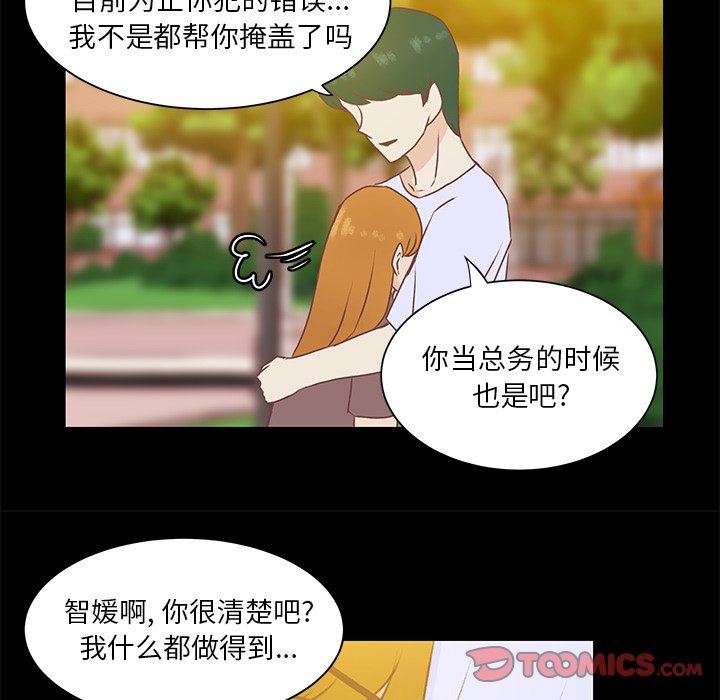 目前为止你犯的错误...
我不是都帮你掩盖了吗
你当总务的时候
也是吧?
智媛啊, 你很清楚吧?
我什么都做得到...
TOOMICS.COM